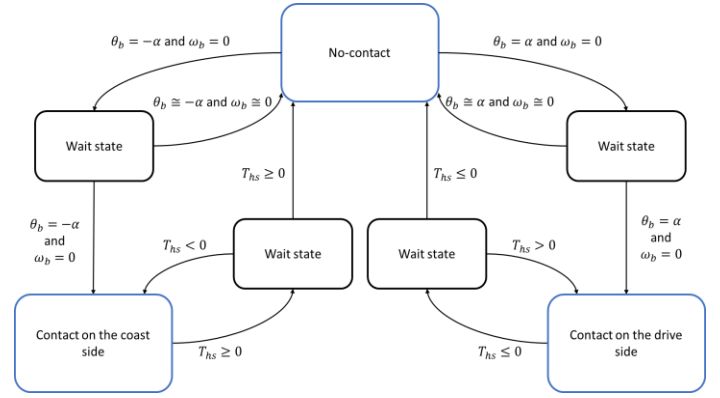 θ_b = −α and ω_b = 0
No-contact
θ_b = α and ω_b = 0
θ_b ≅ −α and ω_b ≅ 0
θ_b ≅ α and ω_b ≅ 0
Wait state
Wait state
T_hs ≥ 0
T_hs ≤ 0
θ_b = −α
and
ω_b = 0
θ_b = α
and
ω_b = 0
T_hs < 0
Wait state
Wait state
T_hs > 0
Contact on the coast
side
T_hs ≥ 0
T_hs ≤ 0
Contact on the drive
side